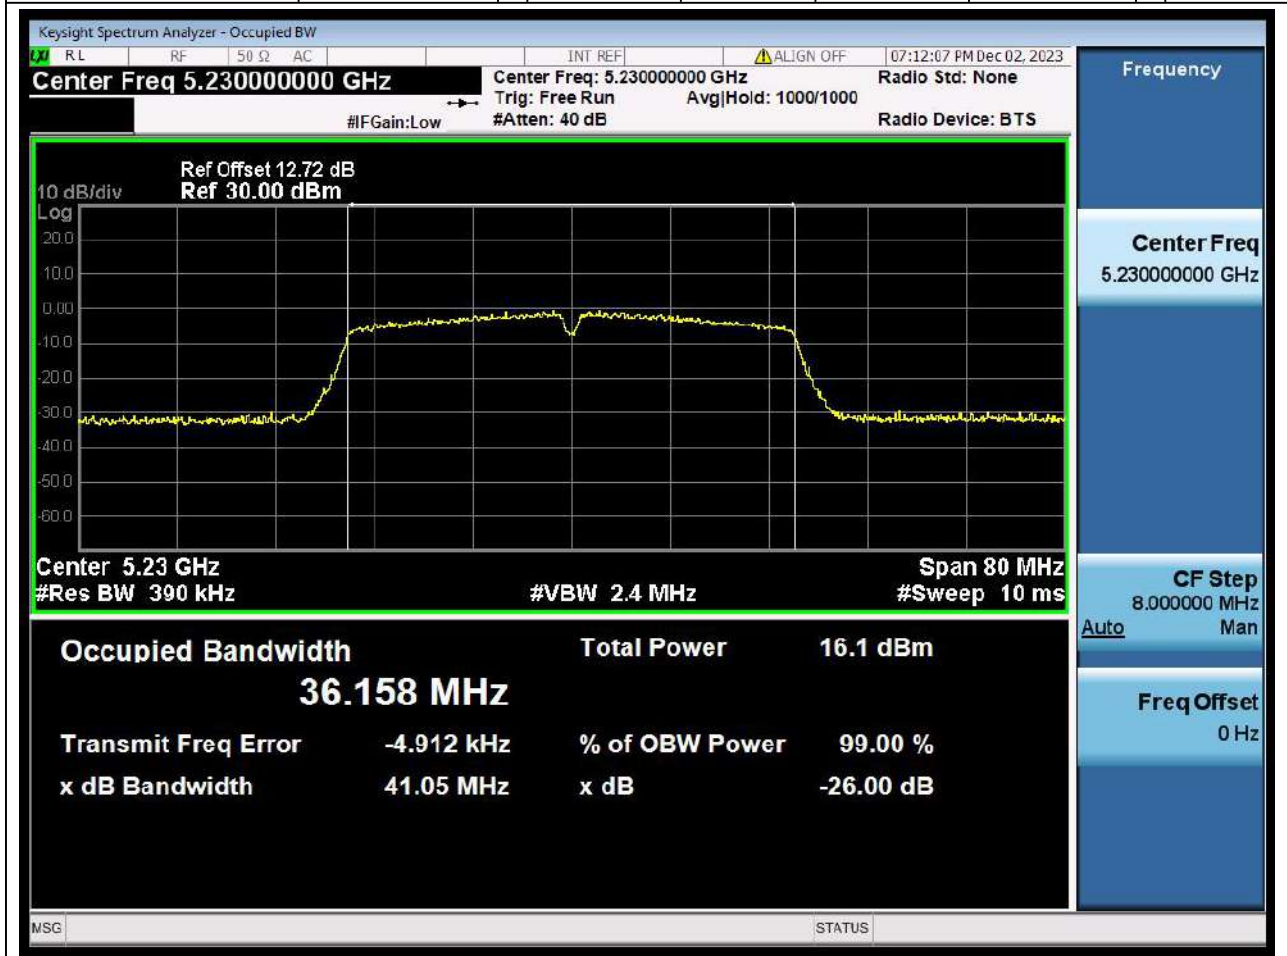 Keysight Spectrum Analyzer - Occupied BW
LXI RL RF 50 Ω AC INT REF ALIGN OFF 07:12:07 PM Dec 02, 2023
Center Freq 5.230000000 GHz
Center Freq: 5.230000000 GHz Radio Std: None
Trig: Free Run Avg|Hold: 1000/1000
#IFGain:Low #Atten: 40 dB Radio Device: BTS
Ref Offset 12.72 dB
10 dB/div Ref 30.00 dBm
Log
20.0
10.0
0.00
-10.0
-20.0
-30.0
-40.0
-50.0
-60.0
Center 5.23 GHz Span 80 MHz
#Res BW 390 kHz #VBW 2.4 MHz #Sweep 10 ms
Occupied Bandwidth Total Power 16.1 dBm
36.158 MHz
Transmit Freq Error -4.912 kHz % of OBW Power 99.00 %
x dB Bandwidth 41.05 MHz x dB -26.00 dB
MSG STATUS
Frequency
Center Freq
5.230000000 GHz
CF Step
8.000000 MHz
Auto Man
Freq Offset
0 Hz